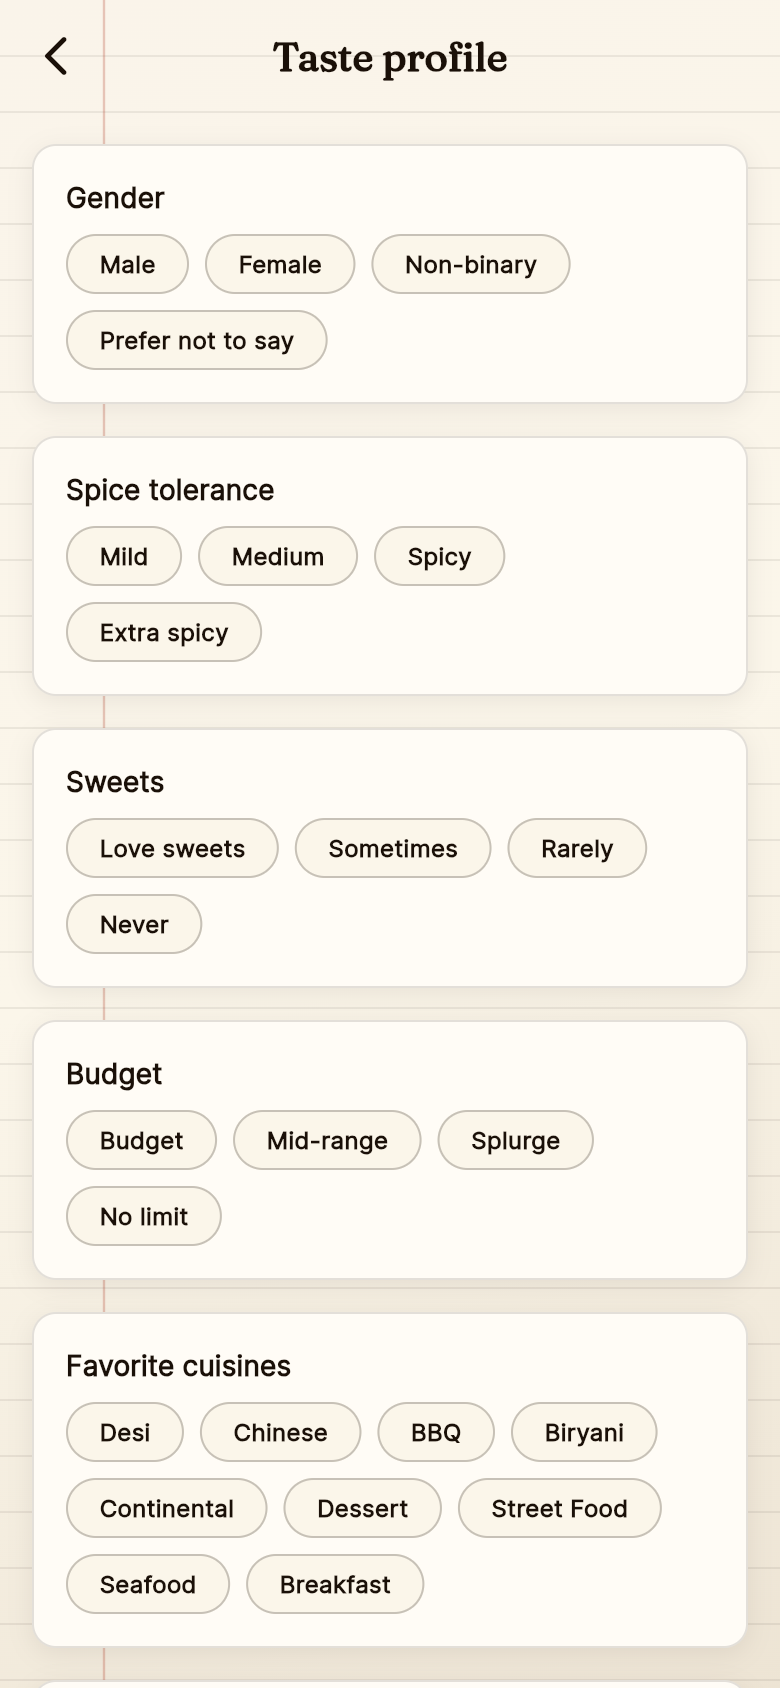 Taste profile
Gender
Male Female Non-binary
Prefer not to say
Spice tolerance
Mild Medium Spicy
Extra spicy
Sweets
Love sweets Sometimes Rarely
Never
Budget
Budget Mid-range Splurge
No limit
Favorite cuisines
Desi Chinese BBQ Biryani
Continental Dessert Street Food
Seafood Breakfast